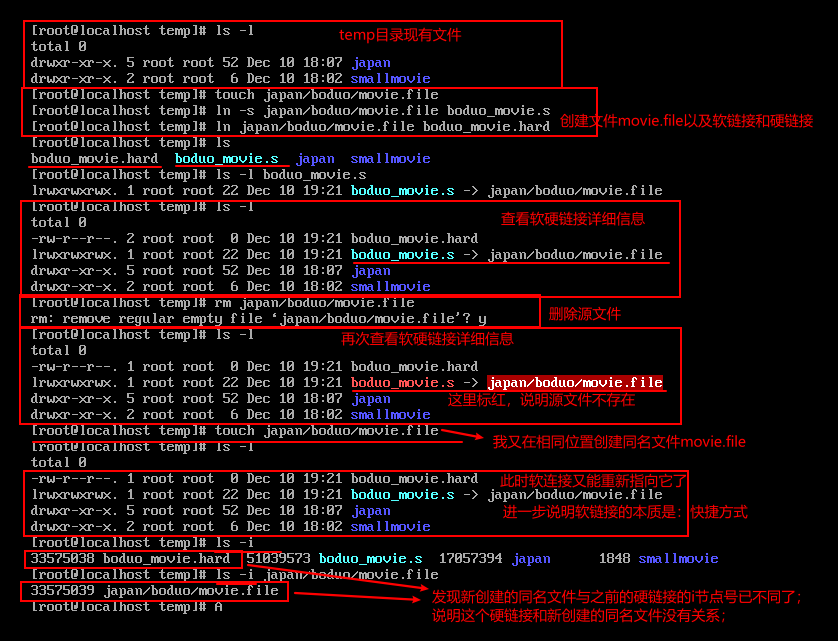 [root@localhost temp]# ls -l
temp目录现有文件
total 0
drwxr-xr-x. 5 root root 52 Dec 10 18:07 japan
drwxr-xr-x. 2 root root  6 Dec 10 18:02 smallmovie
[root@localhost temp]# touch japan/boduo/movie.file
[root@localhost temp]# ln -s japan/boduo/movie.file boduo_movie.s
[root@localhost temp]# ln japan/boduo/movie.file boduo_movie.hard
创建文件movie.file以及软链接和硬链接
[root@localhost temp]# ls
boduo_movie.hard  boduo_movie.s  japan  smallmovie
[root@localhost temp]# ls -l boduo_movie.s
lrwxrwxrwx. 1 root root 22 Dec 10 19:21 boduo_movie.s -> japan/boduo/movie.file
[root@localhost temp]# ls -l
查看软硬链接详细信息
total 0
-rw-r--r--. 2 root root  0 Dec 10 19:21 boduo_movie.hard
lrwxrwxrwx. 1 root root 22 Dec 10 19:21 boduo_movie.s -> japan/boduo/movie.file
drwxr-xr-x. 5 root root 52 Dec 10 18:07 japan
drwxr-xr-x. 2 root root  6 Dec 10 18:02 smallmovie
[root@localhost temp]# rm japan/boduo/movie.file
rm: remove regular empty file ‘japan/boduo/movie.file’? y
删除源文件
[root@localhost temp]# ls -l
再次查看软硬链接详细信息
total 0
-rw-r--r--. 1 root root  0 Dec 10 19:21 boduo_movie.hard
lrwxrwxrwx. 1 root root 22 Dec 10 19:21 boduo_movie.s -> japan/boduo/movie.file
drwxr-xr-x. 5 root root 52 Dec 10 18:07 japan
这里标红，说明源文件不存在
drwxr-xr-x. 2 root root  6 Dec 10 18:02 smallmovie
[root@localhost temp]# touch japan/boduo/movie.file
我又在相同位置创建同名文件movie.file
[root@localhost temp]# ls -l
total 0
-rw-r--r--. 1 root root  0 Dec 10 19:21 boduo_movie.hard
此时软连接又能重新指向它了
lrwxrwxrwx. 1 root root 22 Dec 10 19:21 boduo_movie.s -> japan/boduo/movie.file
drwxr-xr-x. 5 root root 52 Dec 10 18:07 japan
进一步说明软链接的本质是：快捷方式
drwxr-xr-x. 2 root root  6 Dec 10 18:02 smallmovie
[root@localhost temp]# ls -i
33575038 boduo_movie.hard  51039573 boduo_movie.s  17057394 japan      1848 smallmovie
[root@localhost temp]# ls -i japan/boduo/movie.file
33575039 japan/boduo/movie.file
发现新创建的同名文件与之前的硬链接的i节点号已不同了；
[root@localhost temp]# A
说明这个硬链接和新创建的同名文件没有关系；